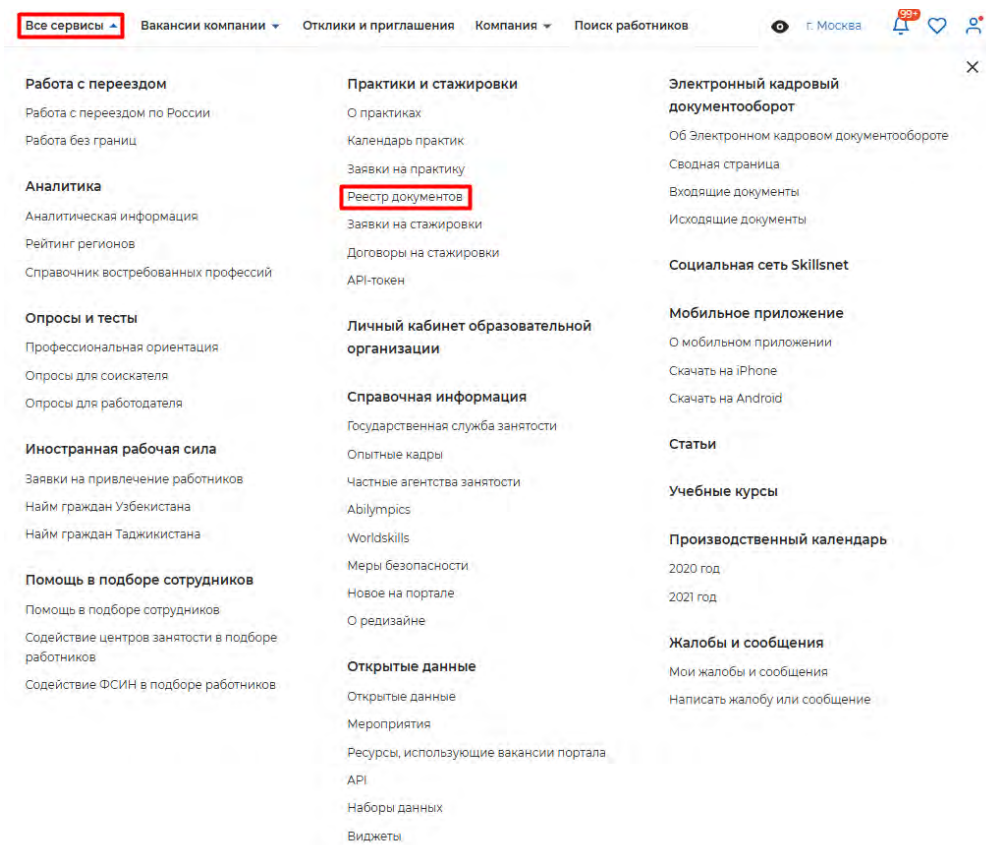 Все сервисы
Вакансии компании
Отклики и приглашения
Компания
Поиск работников
г. Москва
99+
Работа с переездом
Работа с переездом по России
Работа без границ
Аналитика
Аналитическая информация
Рейтинг регионов
Справочник востребованных профессий
Опросы и тесты
Профессиональная ориентация
Опросы для соискателя
Опросы для работодателя
Иностранная рабочая сила
Заявки на привлечение работников
Найм граждан Узбекистана
Найм граждан Таджикистана
Помощь в подборе сотрудников
Помощь в подборе сотрудников
Содействие центров занятости в подборе
работников
Содействие ФСИН в подборе работников
Практики и стажировки
О практиках
Календарь практик
Заявки на практику
Реестр документов
Заявки на стажировки
Договоры на стажировки
API-токен
Личный кабинет образовательной
организации
Справочная информация
Государственная служба занятости
Опытные кадры
Частные агентства занятости
Abilympics
Worldskills
Меры безопасности
Новое на портале
О редизайне
Открытые данные
Открытые данные
Мероприятия
Ресурсы, использующие вакансии портала
API
Наборы данных
Виджеты
Электронный кадровый
документооборот
Об Электронном кадровом документообороте
Сводная страница
Входящие документы
Исходящие документы
Социальная сеть Skillsnet
Мобильное приложение
О мобильном приложении
Скачать на iPhone
Скачать на Android
Статьи
Учебные курсы
Производственный календарь
2020 год
2021 год
Жалобы и сообщения
Мои жалобы и сообщения
Написать жалобу или сообщение